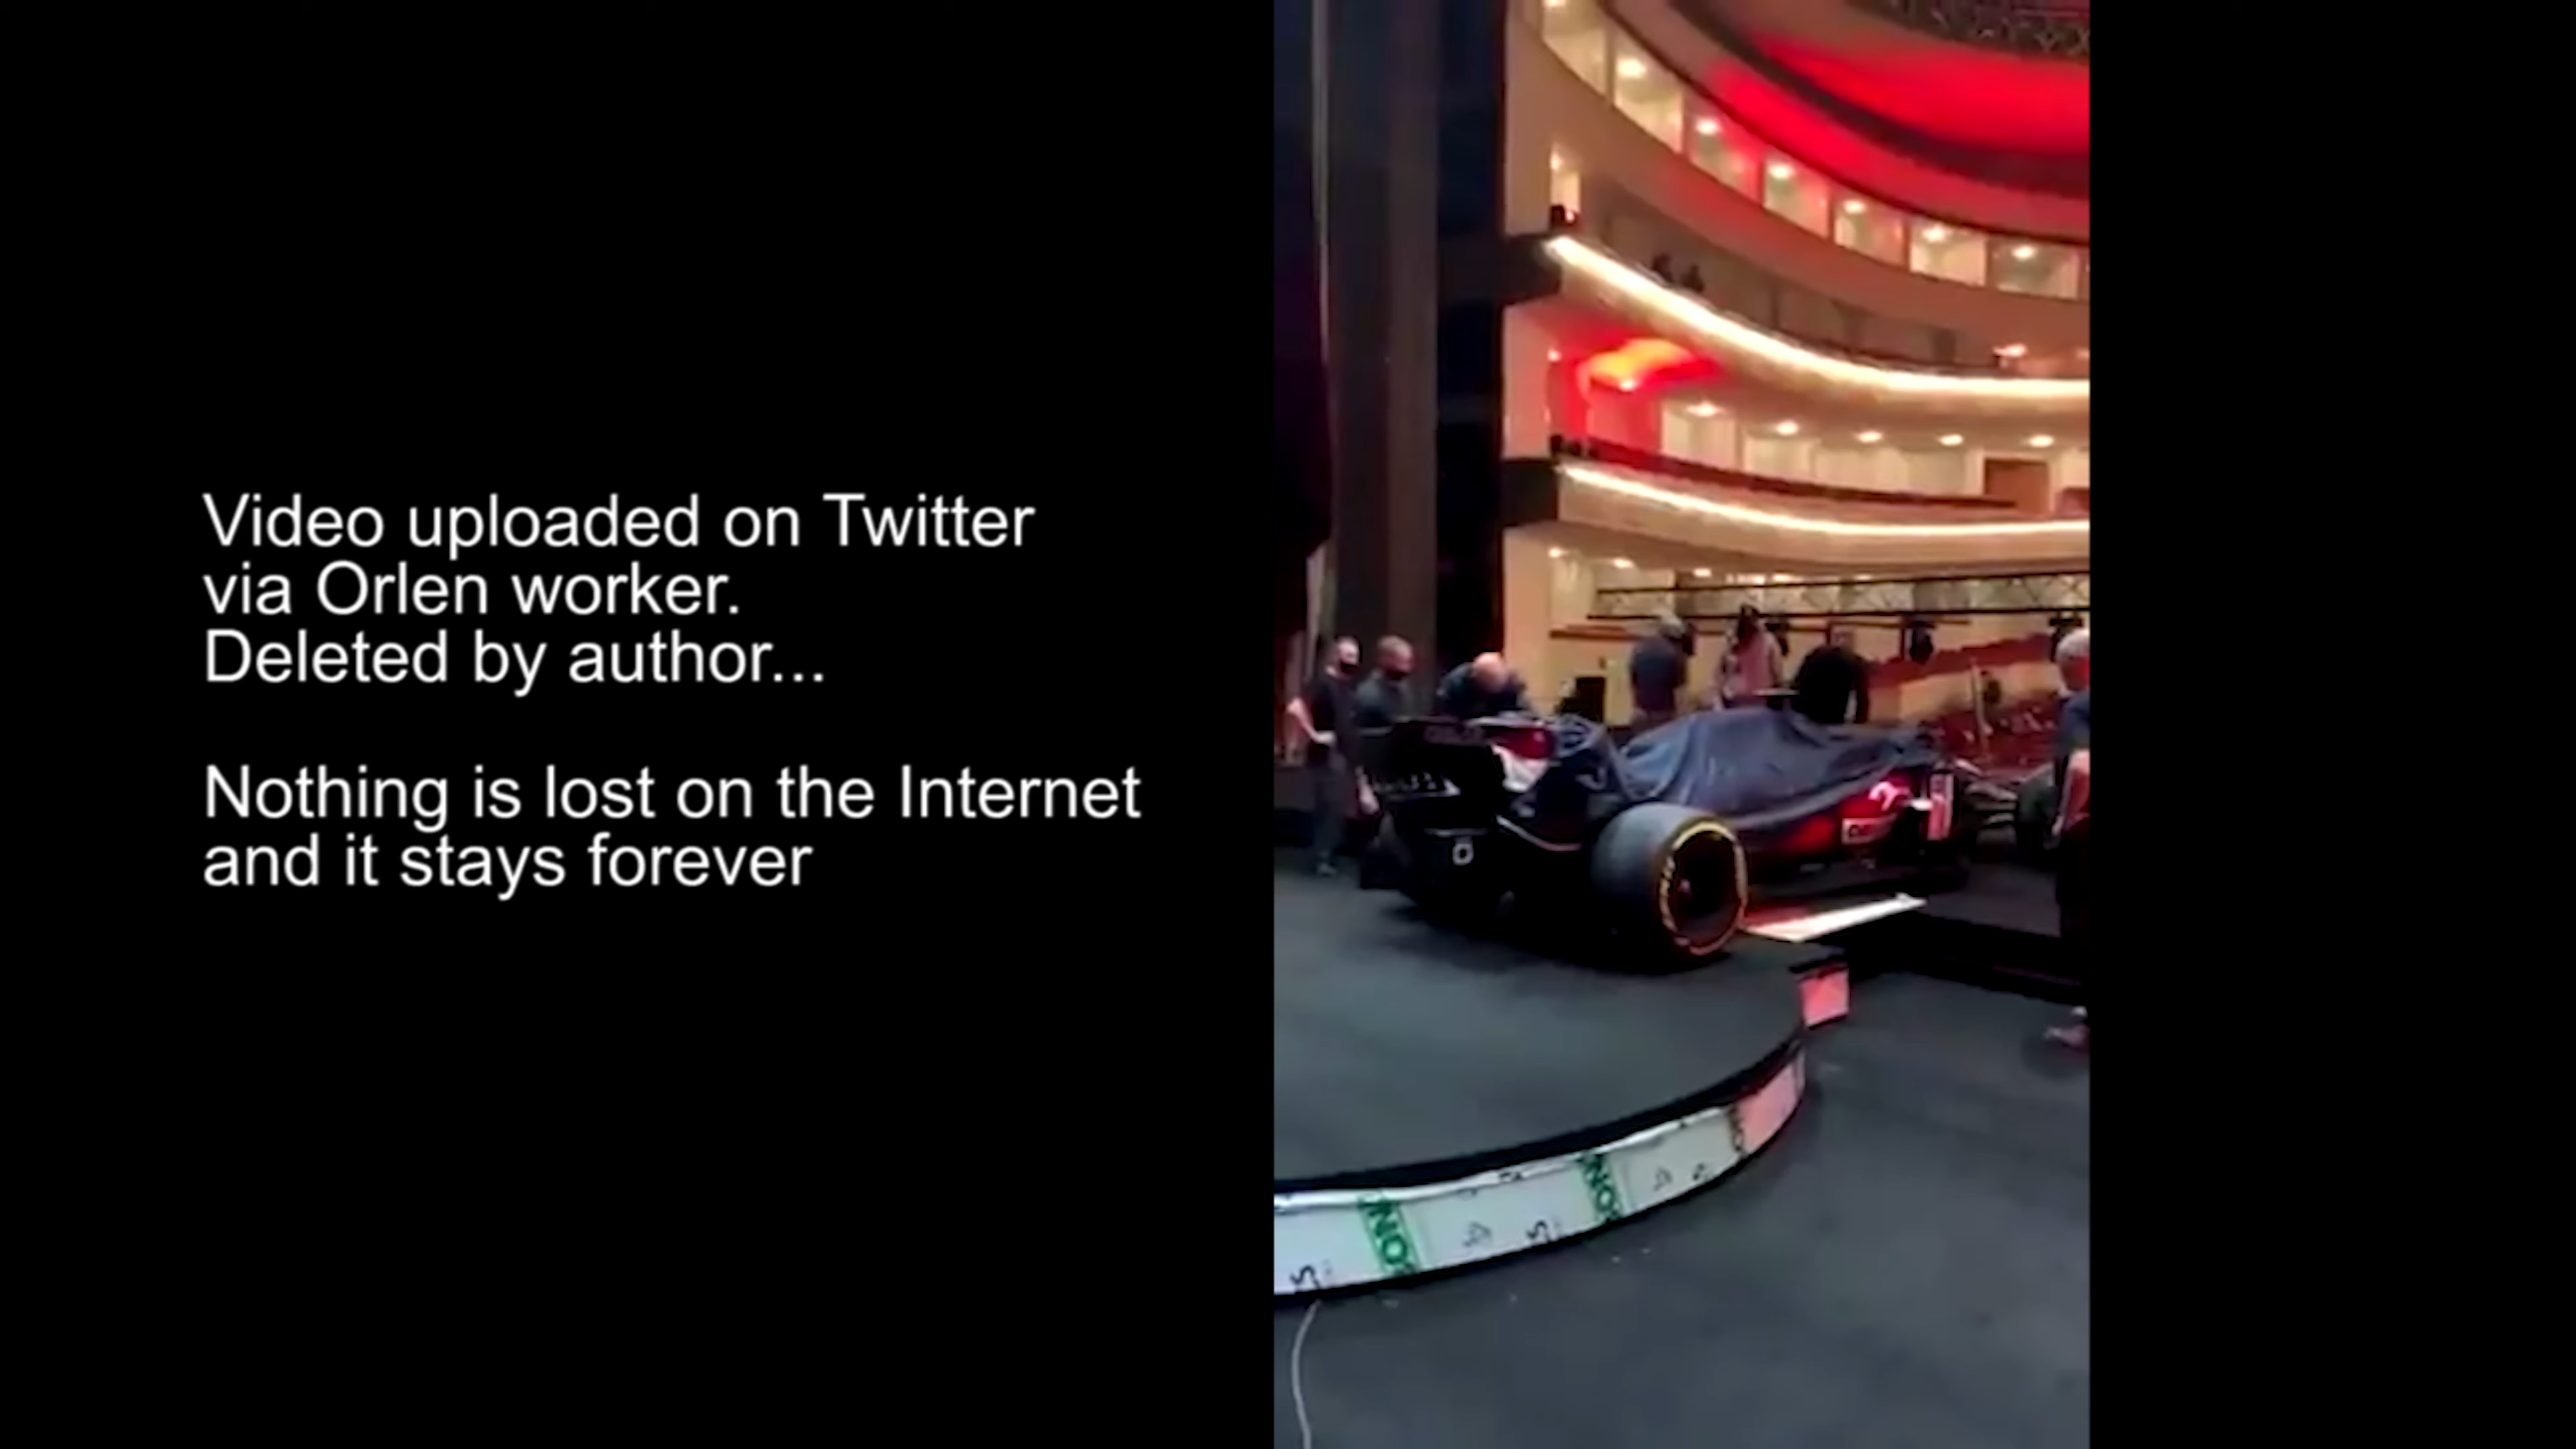 Video uploaded on Twitter
via Orlen worker.
Deleted by author...
Nothing is lost on the Internet
and it stays forever